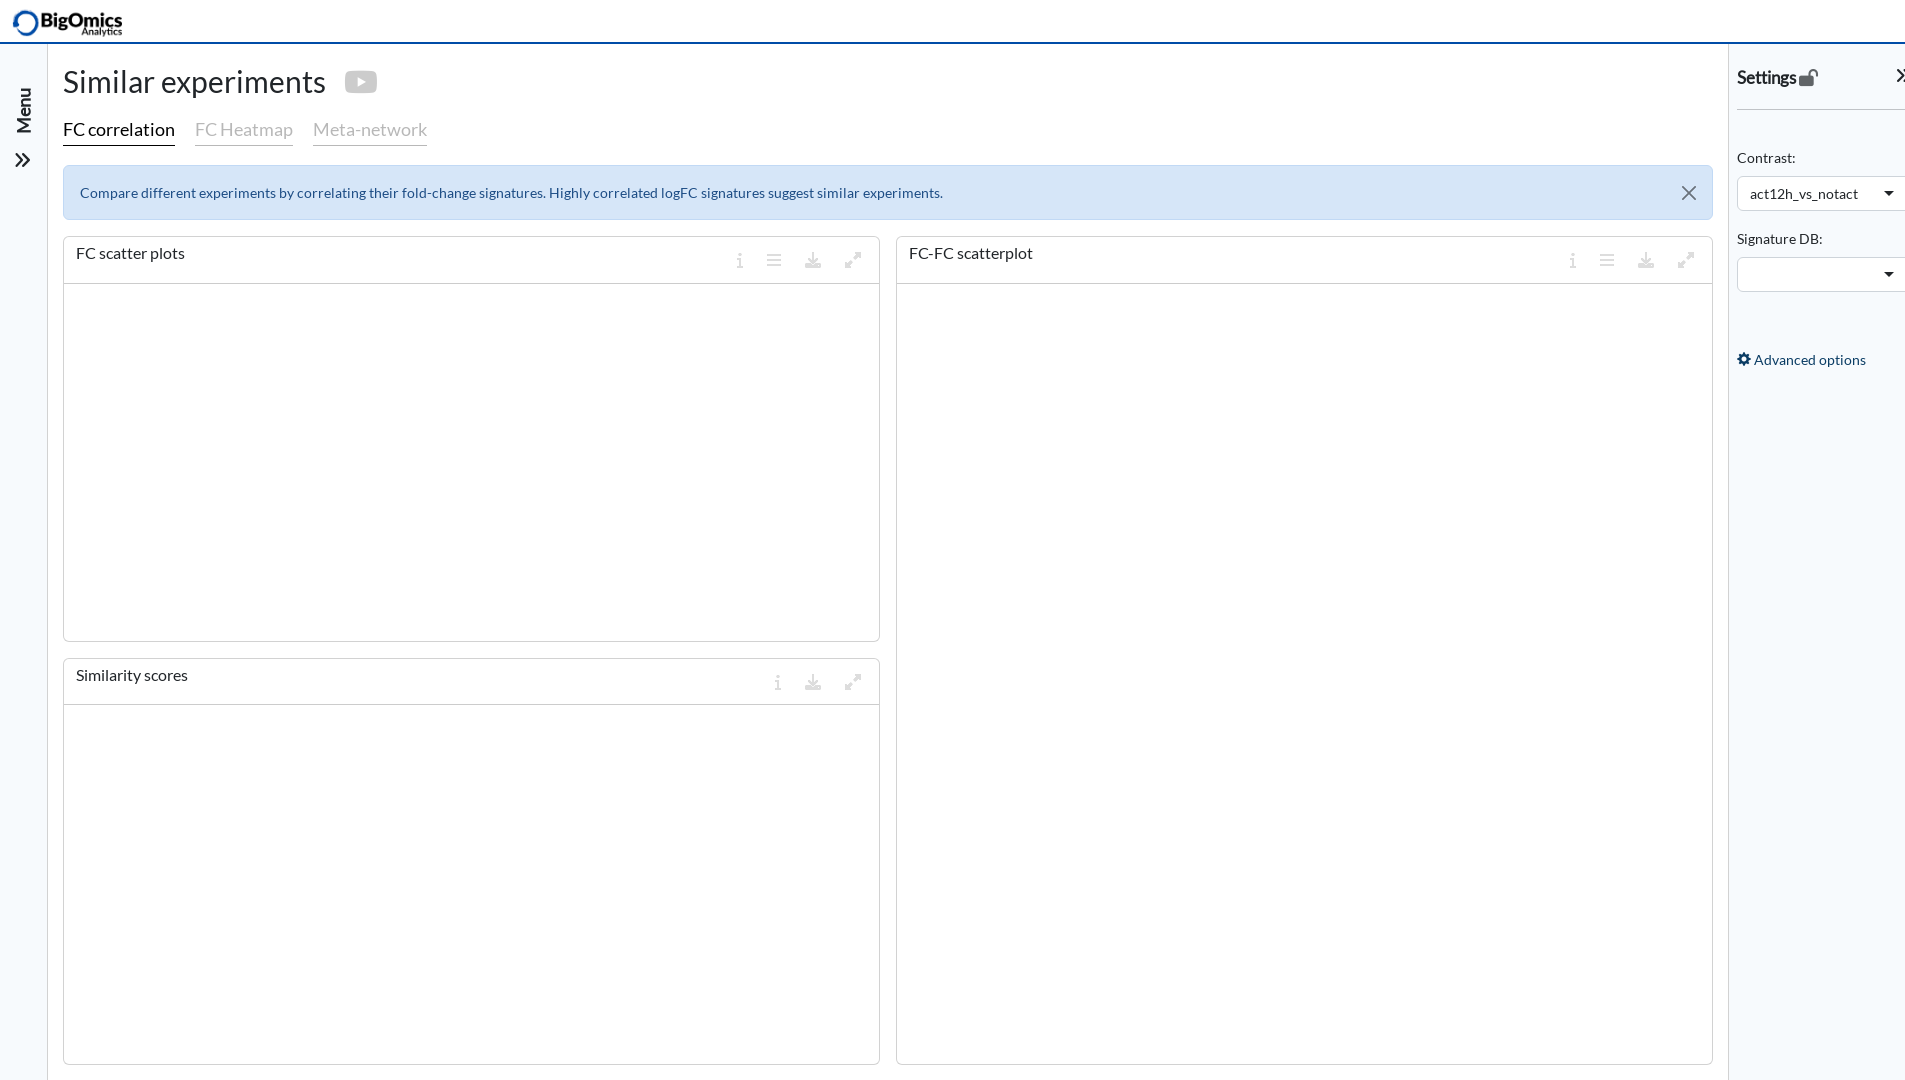 BigOmics
Analytics
Menu
Similar experiments
FC correlation FC Heatmap Meta-network
Compare different experiments by correlating their fold-change signatures. Highly correlated logFC signatures suggest similar experiments.
FC scatter plots
FC-FC scatterplot
Similarity scores
Settings
Contrast:
act12h_vs_notact
Signature DB:
Advanced options